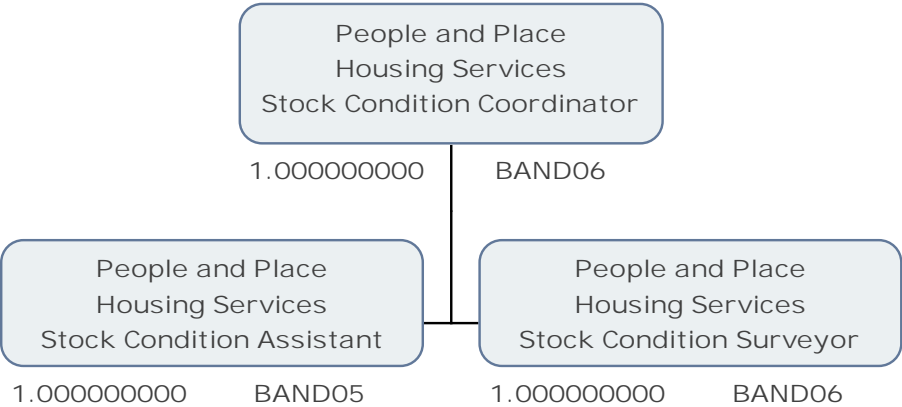 People and Place
Housing Services
Stock Condition Coordinator
1.000000000 BAND06
People and Place
Housing Services
Stock Condition Assistant
1.000000000 BAND05
People and Place
Housing Services
Stock Condition Surveyor
1.000000000 BAND06